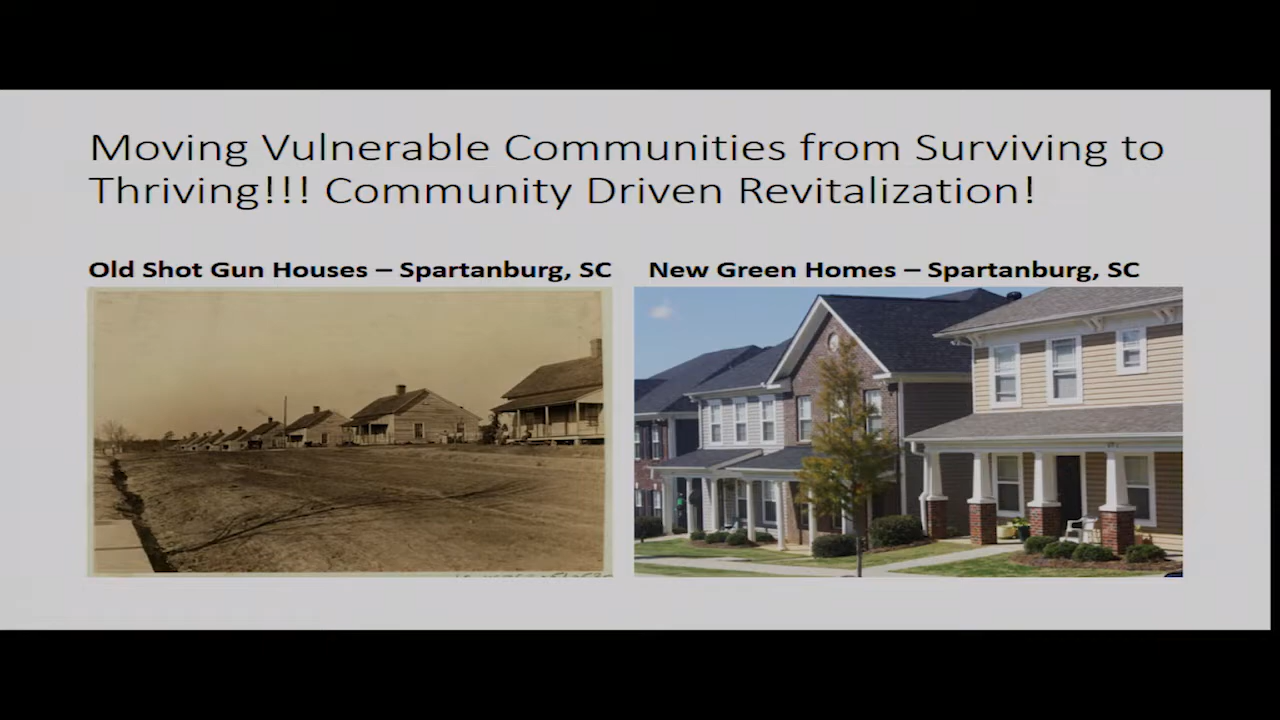 Moving Vulnerable Communities from Surviving to
Thriving!!! Community Driven Revitalization!
Old Shot Gun Houses – Spartanburg, SC
New Green Homes – Spartanburg, SC